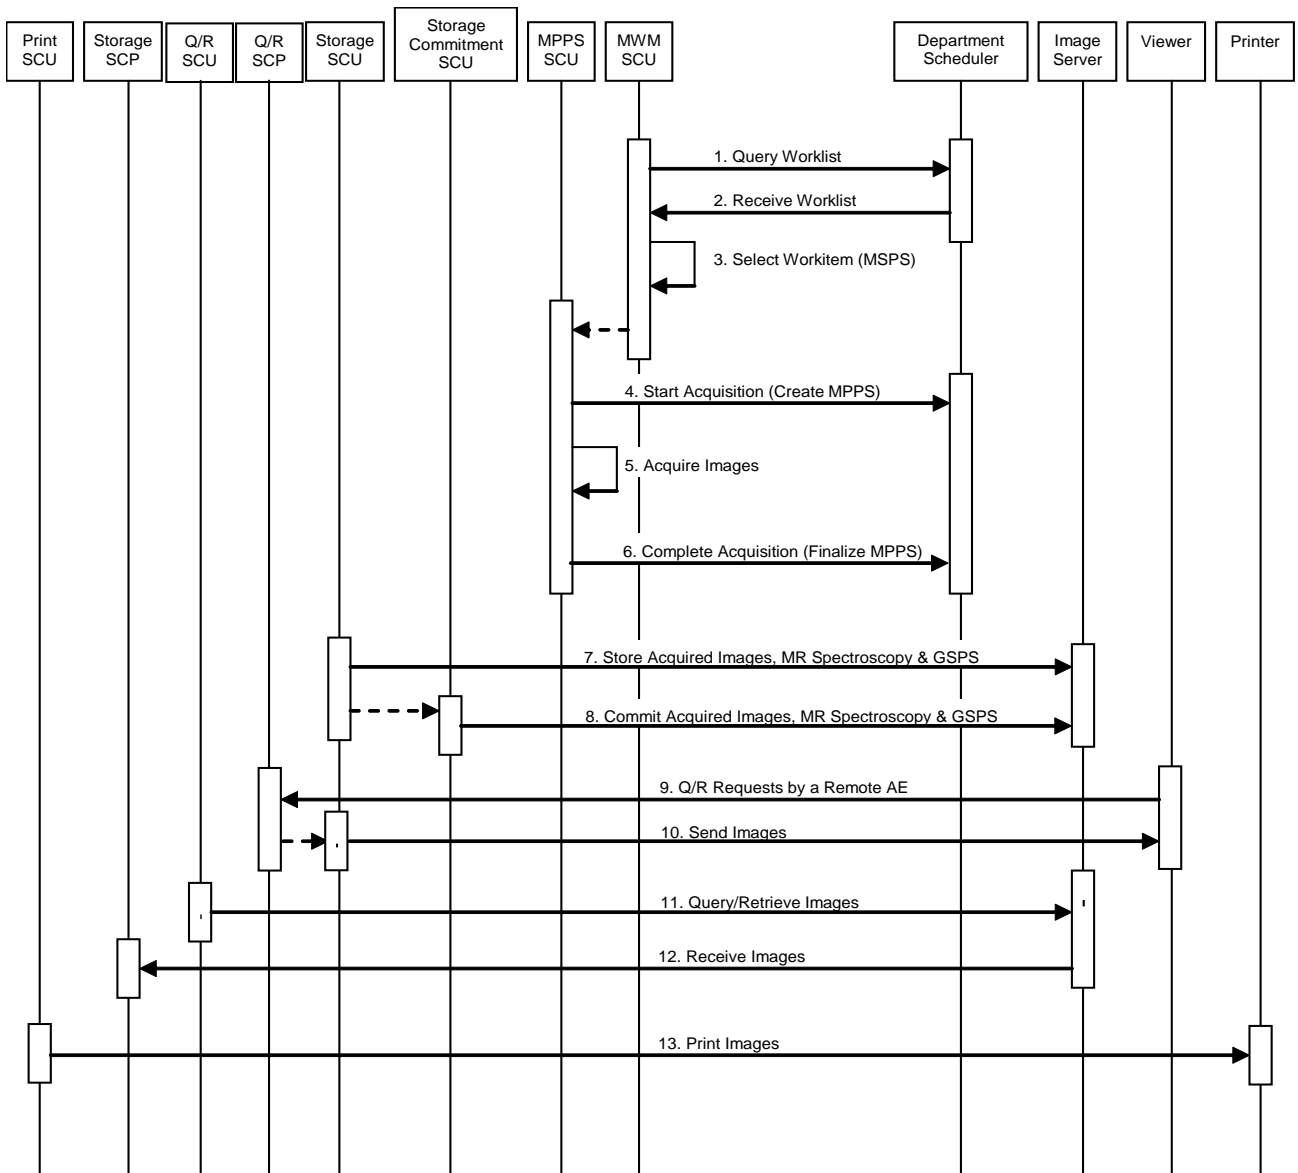 Print
SCU
Storage
SCP
Q/R
SCU
Q/R
SCP
Storage
SCU
Storage
Commitment
SCU
MPPS
SCU
MWM
SCU
Department
Scheduler
Image
Server
Viewer
Printer
1. Query Worklist
2. Receive Worklist
3. Select Workitem (MSPS)
4. Start Acquisition (Create MPPS)
5. Acquire Images
6. Complete Acquisition (Finalize MPPS)
7. Store Acquired Images, MR Spectroscopy & GSPS
8. Commit Acquired Images, MR Spectroscopy & GSPS
9. Q/R Requests by a Remote AE
10. Send Images
11. Query/Retrieve Images
12. Receive Images
13. Print Images